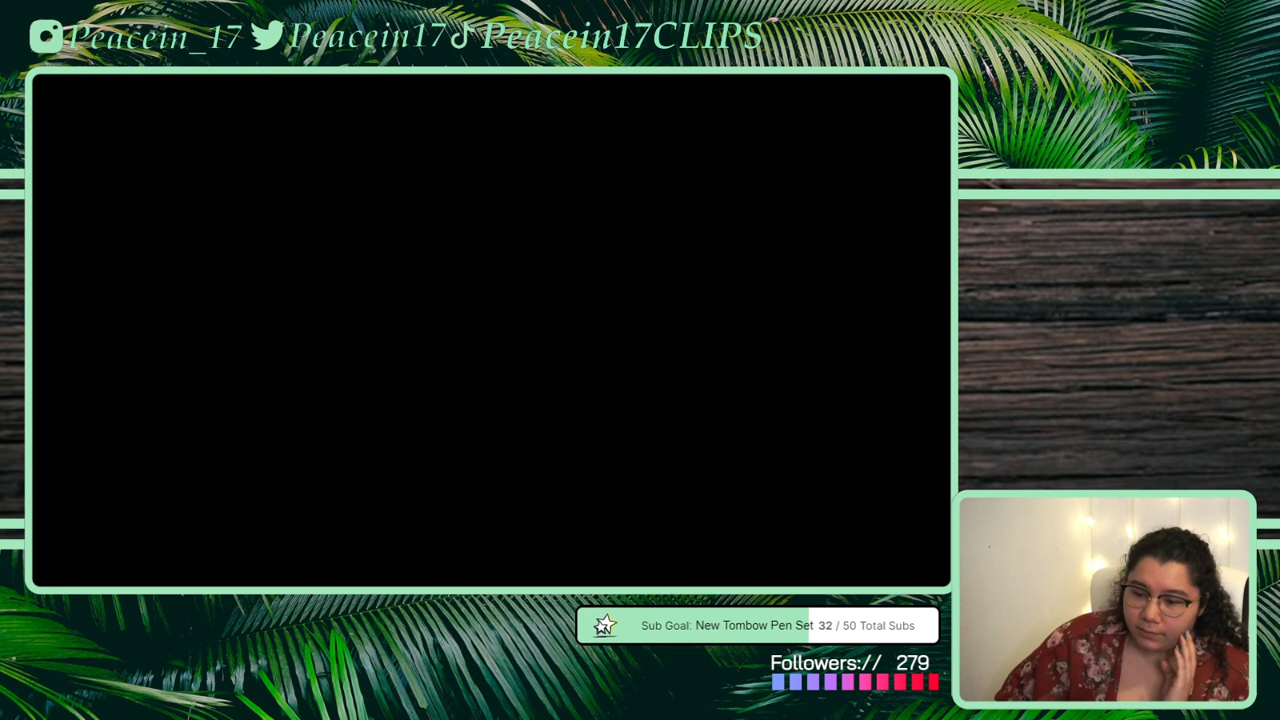 Peacein_17 Peacein17 Peacein17CLIPS
Sub Goal: New Tombow Pen Set 32 / 50 Total Subs
Followers:// 279